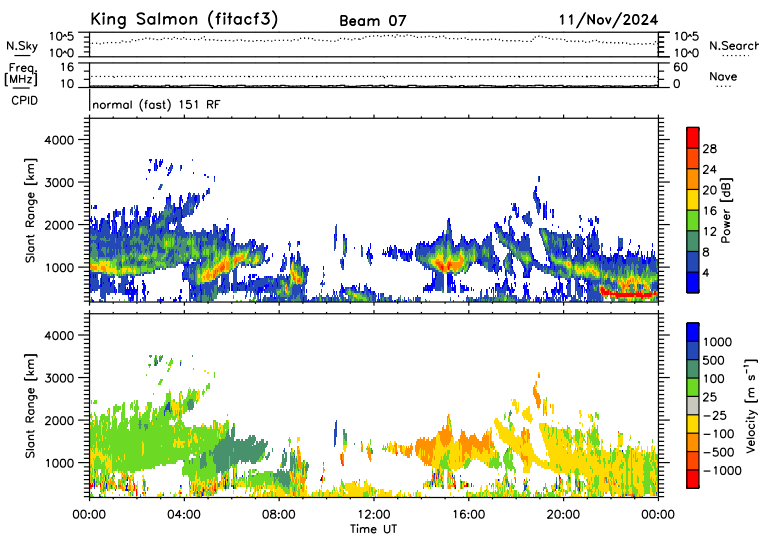 King Salmon (fitacf3) Beam 07 11/Nov/2024
N.Sky 10^5 10^5 N.Search
10^0 10^0
Freq. 16 60 Nave
[MHz] 10 0
CPID normal (fast) 151 RF
Slant Range [km]
4000
3000
2000
1000
28
24
20
16
12
8
4
Power [dB]
Slant Range [km]
4000
3000
2000
1000
1000
500
100
25
-25
-100
-500
-1000
Velocity [m s⁻¹]
00:00 04:00 08:00 12:00 16:00 20:00 00:00
Time UT